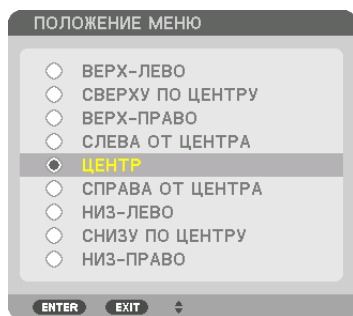 ПОЛОЖЕНИЕ МЕНЮ
ВЕРХ-ЛЕВО
СВЕРХУ ПО ЦЕНТРУ
ВЕРХ-ПРАВО
СЛЕВА ОТ ЦЕНТРА
ЦЕНТР
СПРАВА ОТ ЦЕНТРА
НИЗ-ЛЕВО
СНИЗУ ПО ЦЕНТРУ
НИЗ-ПРАВО
ENTER EXIT